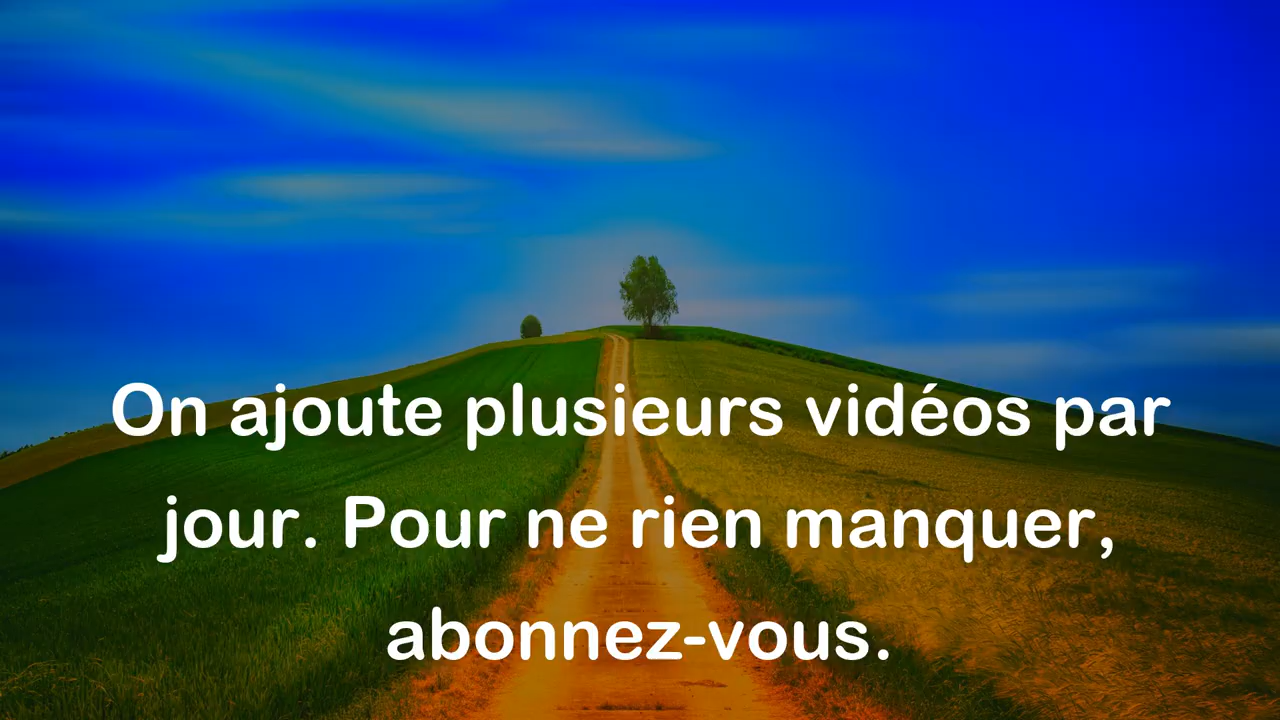 On ajoute plusieurs vidéos par
jour. Pour ne rien manquer,
abonnez-vous.